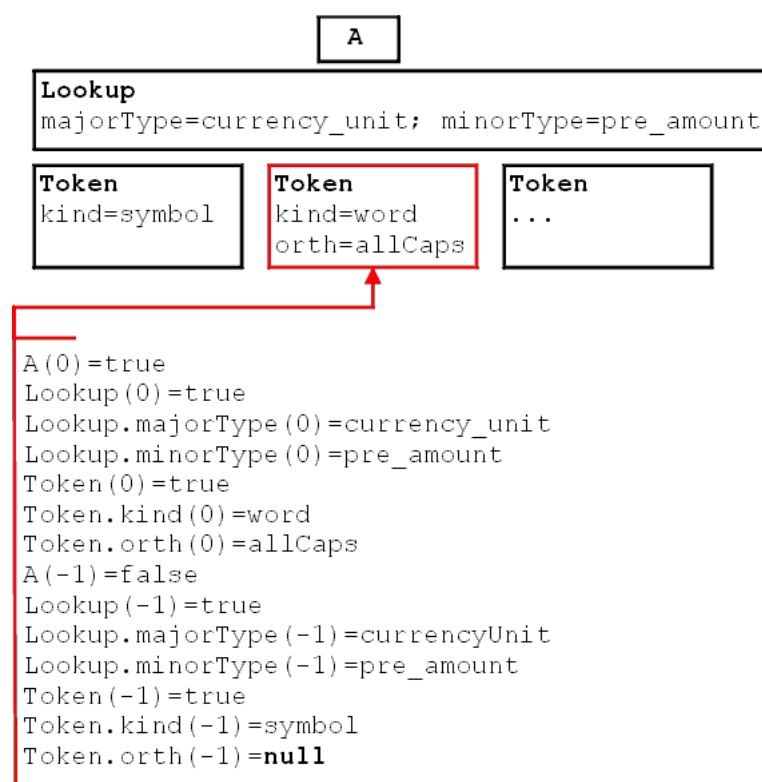 A
Lookup
majorType=currency_unit; minorType=pre_amount
Token Token Token
kind=symbol kind=word ...
orth=allCaps
A(0)=true
Lookup(0)=true
Lookup.majorType(0)=currency_unit
Lookup.minorType(0)=pre_amount
Token(0)=true
Token.kind(0)=word
Token.orth(0)=allCaps
A(-1)=false
Lookup(-1)=true
Lookup.majorType(-1)=currencyUnit
Lookup.minorType(-1)=pre_amount
Token(-1)=true
Token.kind(-1)=symbol
Token.orth(-1)=null